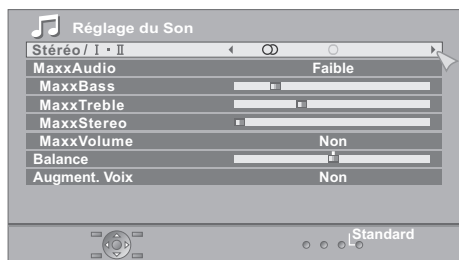 Réglage du Son
Stéréo / I · II
MaxxAudio Faible
MaxxBass
MaxxTreble
MaxxStereo
MaxxVolume Non
Balance
Augment. Voix Non
Standard